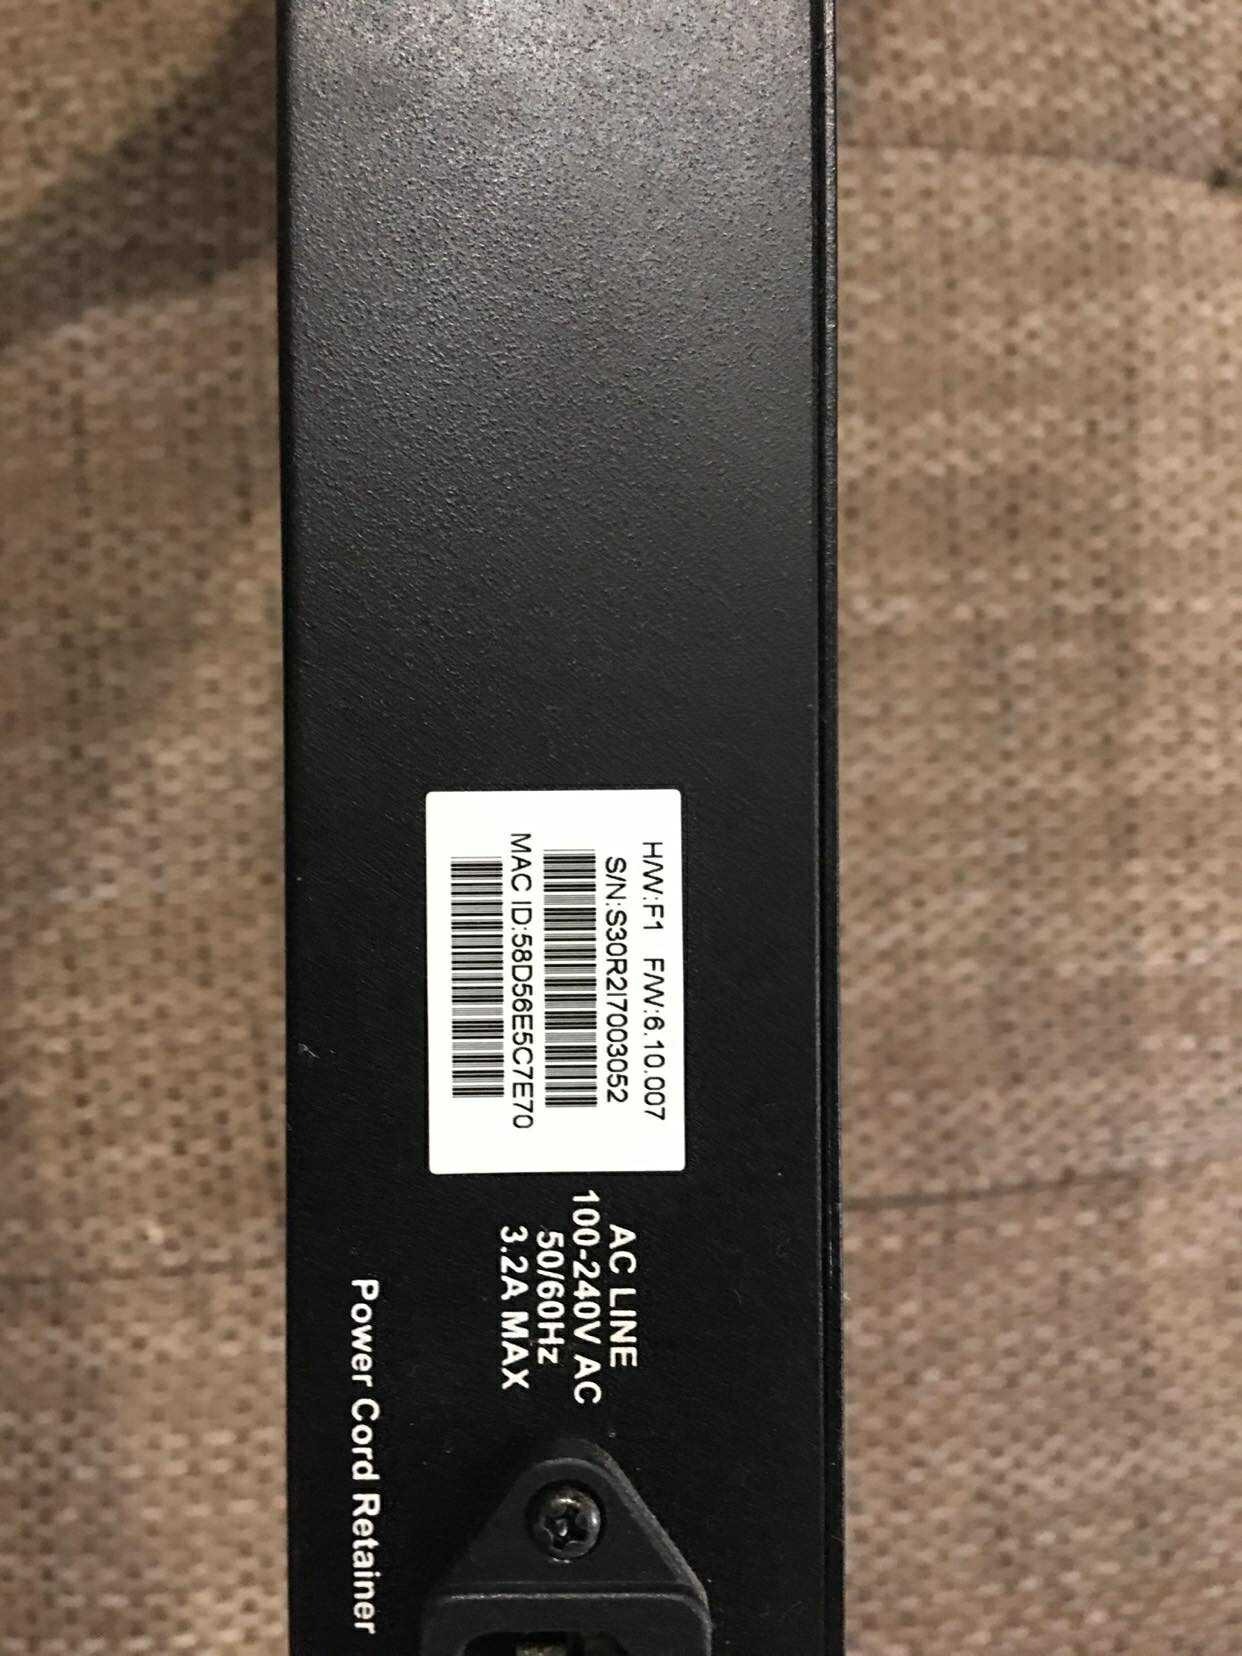 H/W:F1 F/W:6.10.007
S/N:S30R2I7003052
MAC ID:58D56E5C7E70
AC LINE
100-240V AC
50/60Hz
3.2A MAX
Power Cord Retainer